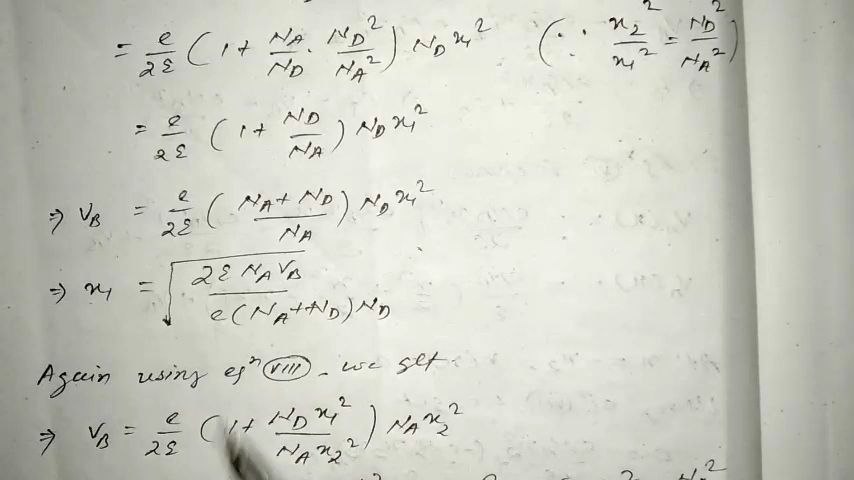 = e/2ε (1 + N_A/N_D · N_D²/N_A²) N_D x₁² (∵ x₂²/x₁² = N_D²/N_A²)
= e/2ε (1 + N_D/N_A) N_D x₁²
⇒ V_B = e/2ε (N_A + N_D/N_A) N_D x₁²
⇒ x₁ = √(2ε N_A V_B/e(N_A + N_D) N_D)
Again using eqⁿ (VIII) - we get
⇒ V_B = e/2ε (1 + N_D x₁²/N_A x₂²) N_A x₂²